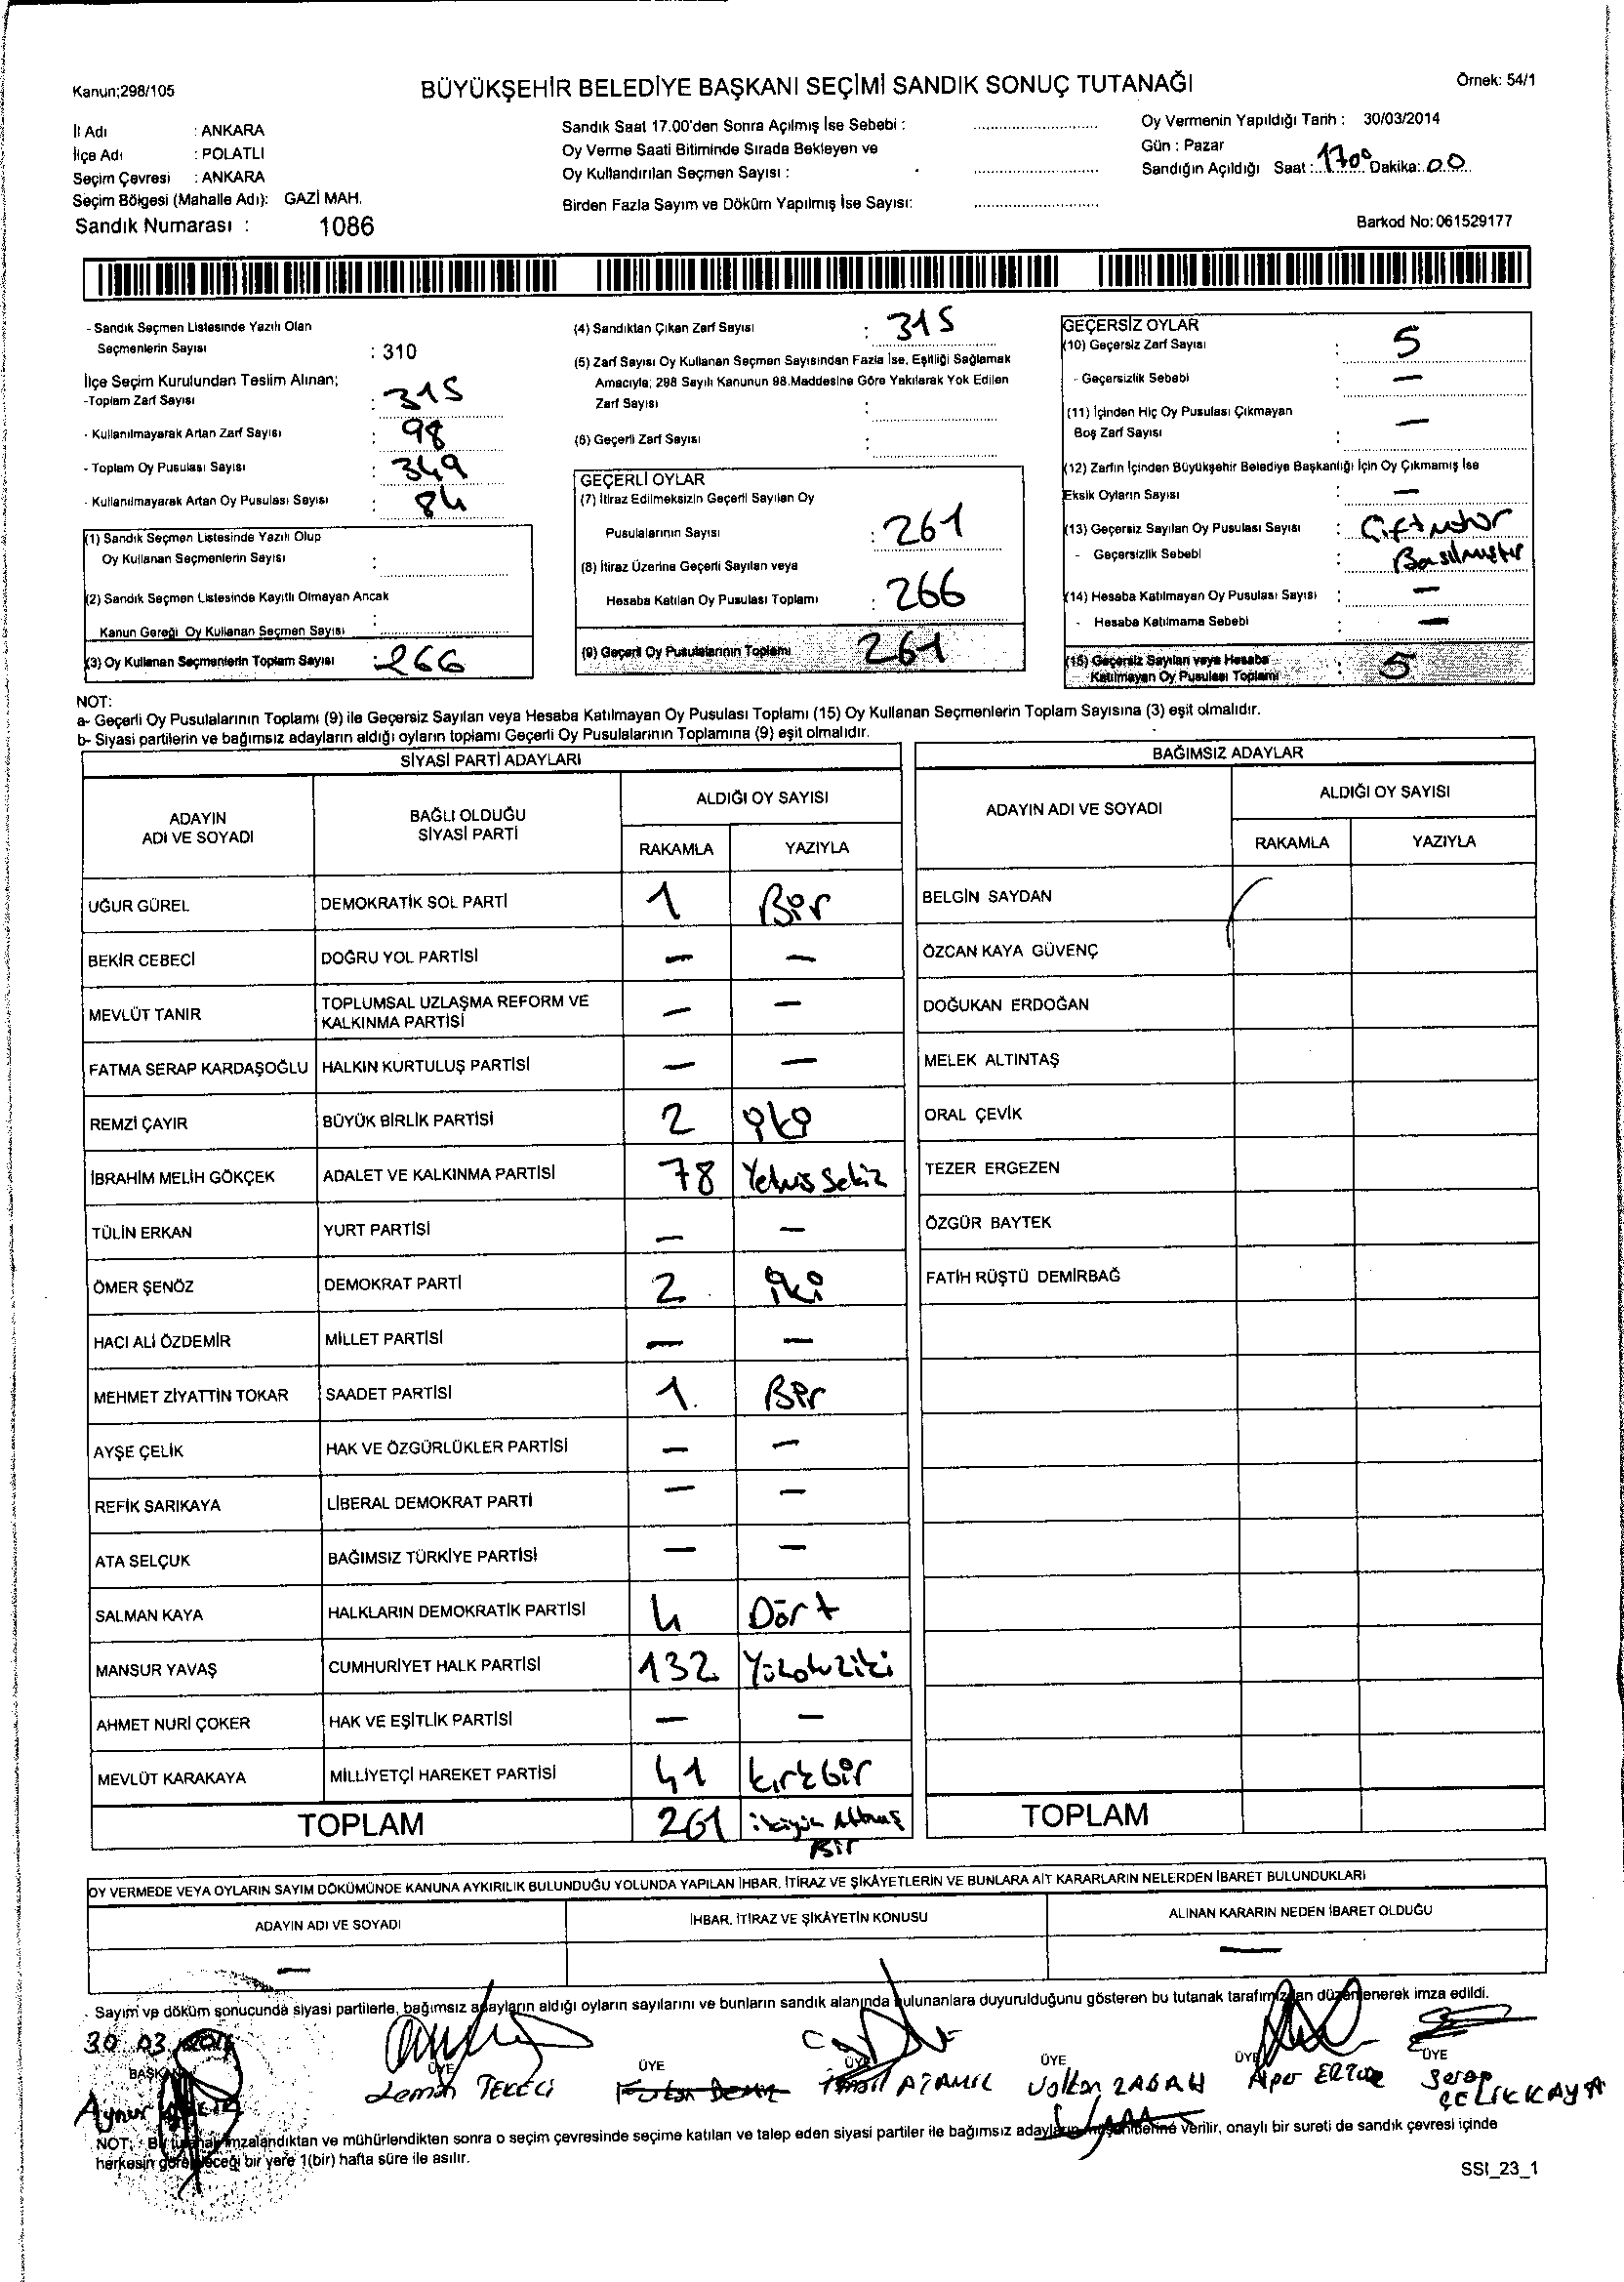 Kanun;298/105
BÜYÜKŞEHİR BELEDİYE BAŞKANI SEÇİMİ SANDIK SONUÇ TUTANAĞI
Örnek: 54/1
İl Adı : ANKARA
İlçe Adı : POLATLI
Seçim Çevresi : ANKARA
Seçim Bölgesi (Mahalle Adı): GAZİ MAH.
Sandık Numarası : 1086
Sandık Saat 17.00'den Sonra Açılmış İse Sebebi :
Oy Verme Saati Bitiminde Sırada Bekleyen ve
Oy Kullandırılan Seçmen Sayısı :
Birden Fazla Sayım ve Döküm Yapılmış İse Sayısı:
Oy Vermenin Yapıldığı Tarih : 30/03/2014
Gün : Pazar
Sandığın Açıldığı Saat : 1700 Dakika: 00
Barkod No: 061529177
- Sandık Seçmen Listesinde Yazılı Olan
Seçmenlerin Sayısı : 310
İlçe Seçim Kurulundan Teslim Alınan;
-Toplam Zarf Sayısı : 315
- Kullanılmayarak Artan Zarf Sayısı : 98
- Toplam Oy Pusulası Sayısı : 349
- Kullanılmayarak Artan Oy Pusulası Sayısı : 84
(1) Sandık Seçmen Listesinde Yazılı Olup
Oy Kullanan Seçmenlerin Sayısı :
(2) Sandık Seçmen Listesinde Kayıtlı Olmayan Ancak
Kanun Gereği Oy Kullanan Seçmen Sayısı :
(3) Oy Kullanan Seçmenlerin Toplam Sayısı : 266
(4) Sandıktan Çıkan Zarf Sayısı : 315
(5) Zarf Sayısı Oy Kullanan Seçmen Sayısından Fazla İse, Eşitliği Sağlamak
Amacıyla; 298 Sayılı Kanunun 98.Maddesine Göre Yakılarak Yok Edilen
Zarf Sayısı :
(6) Geçerli Zarf Sayısı :
GEÇERLİ OYLAR
(7) İtiraz Edilmeksizin Geçerli Sayılan Oy
Pusulalarının Sayısı : 261
(8) İtiraz Üzerine Geçerli Sayılan veya
Hesaba Katılan Oy Pusulası Toplamı : 266
(9) Geçerli Oy Pusulalarının Toplamı 261
GEÇERSİZ OYLAR
(10) Geçersiz Zarf Sayısı : 5
- Geçersizlik Sebebi : —
(11) İçinden Hiç Oy Pusulası Çıkmayan
Boş Zarf Sayısı : —
(12) Zarfın İçinden Büyükşehir Belediye Başkanlığı İçin Oy Çıkmamış İse
Eksik Oyların Sayısı : —
(13) Geçersiz Sayılan Oy Pusulası Sayısı : Çift mühür
- Geçersizlik Sebebi : Basılmıştır
(14) Hesaba Katılmayan Oy Pusulası Sayısı : —
- Hesaba Katılmama Sebebi : —
(15) Geçersiz Sayılan veya Hesaba
Katılmayan Oy Pusulası Toplamı : 5
NOT:
a- Geçerli Oy Pusulalarının Toplamı (9) ile Geçersiz Sayılan veya Hesaba Katılmayan Oy Pusulası Toplamı (15) Oy Kullanan Seçmenlerin Toplam Sayısına (3) eşit olmalıdır.
b- Siyasi partilerin ve bağımsız adayların aldığı oyların toplamı Geçerli Oy Pusulalarının Toplamına (9) eşit olmalıdır.
SİYASİ PARTİ ADAYLARI
ADAYIN ADI VE SOYADI
BAĞLI OLDUĞU SİYASİ PARTİ
ALDIĞI OY SAYISI
RAKAMLA YAZIYLA
UĞUR GÜREL DEMOKRATİK SOL PARTİ 1 Bir
BEKİR CEBECİ DOĞRU YOL PARTİSİ — —
MEVLÜT TANIR TOPLUMSAL UZLAŞMA REFORM VE KALKINMA PARTİSİ — —
FATMA SERAP KARDAŞOĞLU HALKIN KURTULUŞ PARTİSİ — —
REMZİ ÇAYIR BÜYÜK BİRLİK PARTİSİ 2 iki
İBRAHİM MELİH GÖKÇEK ADALET VE KALKINMA PARTİSİ 78 Yetmiş Sekiz
TÜLİN ERKAN YURT PARTİSİ — —
ÖMER ŞENÖZ DEMOKRAT PARTİ 2 iki
HACI ALİ ÖZDEMİR MİLLET PARTİSİ — —
MEHMET ZİYATTİN TOKAR SAADET PARTİSİ 1 Bir
AYŞE ÇELİK HAK VE ÖZGÜRLÜKLER PARTİSİ — —
REFİK SARIKAYA LİBERAL DEMOKRAT PARTİ — —
ATA SELÇUK BAĞIMSIZ TÜRKİYE PARTİSİ — —
SALMAN KAYA HALKLARIN DEMOKRATİK PARTİSİ 4 Dört
MANSUR YAVAŞ CUMHURİYET HALK PARTİSİ 132 Yüzotuziki
AHMET NURİ ÇOKER HAK VE EŞİTLİK PARTİSİ — —
MEVLÜT KARAKAYA MİLLİYETÇİ HAREKET PARTİSİ 41 kırkbir
TOPLAM 261 ikiyüz Altmış Bir
BAĞIMSIZ ADAYLAR
ADAYIN ADI VE SOYADI
ALDIĞI OY SAYISI
RAKAMLA YAZIYLA
BELGİN SAYDAN
ÖZCAN KAYA GÜVENÇ
DOĞUKAN ERDOĞAN
MELEK ALTINTAŞ
ORAL ÇEVİK
TEZER ERGEZEN
ÖZGÜR BAYTEK
FATİH RÜŞTÜ DEMİRBAĞ
TOPLAM
OY VERMEDE VEYA OYLARIN SAYIM DÖKÜMÜNDE KANUNA AYKIRILIK BULUNDUĞU YOLUNDA YAPILAN İHBAR, İTİRAZ VE ŞİKÂYETLERİN VE BUNLARA AİT KARARLARIN NELERDEN İBARET BULUNDUKLARI
ADAYIN ADI VE SOYADI İHBAR, İTİRAZ VE ŞİKÂYETİN KONUSU ALINAN KARARIN NEDEN İBARET OLDUĞU
— —
Sayım ve döküm sonucunda siyasi partilerle, bağımsız adayların aldığı oyların sayılarını ve bunların sandık alanında bulunanlara duyurulduğunu gösteren bu tutanak tarafımızdan düzenlenerek imza edildi.
30 03 2014
BAŞKAN ÜYE ÜYE ÜYE ÜYE ÜYE ÜYE
Aynur TEKELİ Volkan Alper Serap ÇELİKKAYA
NOT: Bu tutanak imzalandıktan ve mühürlendikten sonra o seçim çevresinde seçime katılan ve talep eden siyasi partiler ile bağımsız adayların müşahitlerine verilir, onaylı bir sureti de sandık çevresi içinde
herkesin görebileceği bir yere 1(bir) hafta süre ile asılır.
SSI_23_1